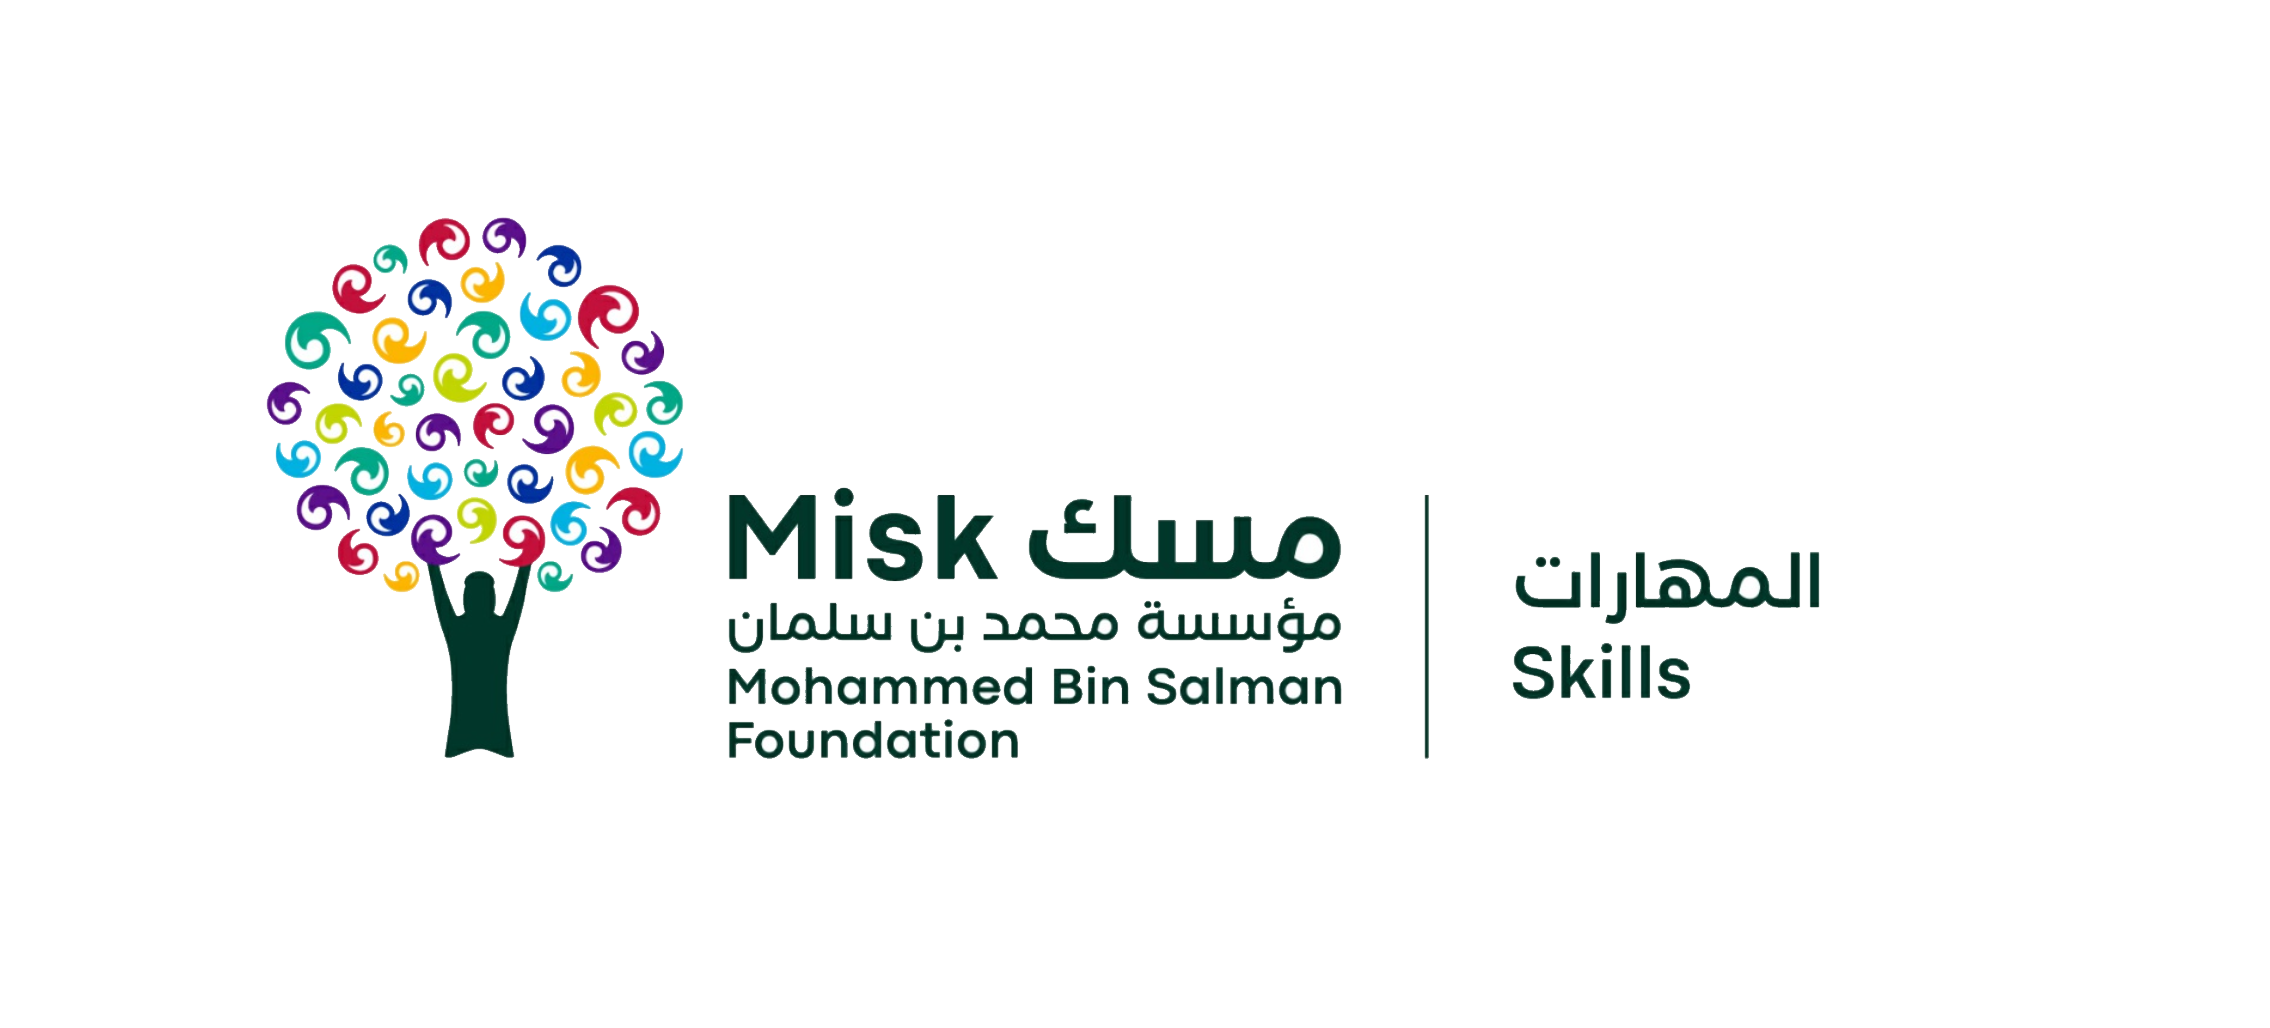 Misk مسك
مؤسسة محمد بن سلمان
Mohammed Bin Salman
Foundation
المهارات
Skills